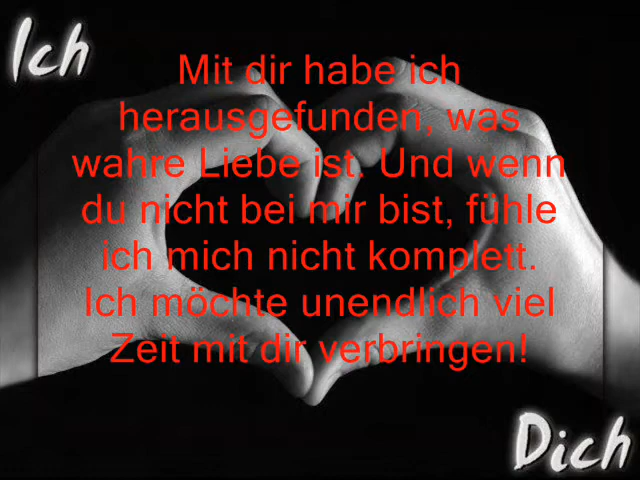 Ich
Mit dir habe ich
herausgefunden, was
wahre Liebe ist. Und wenn
du nicht bei mir bist, fühle
ich mich nicht komplett.
Ich möchte unendlich viel
Zeit mit dir verbringen!
Dich